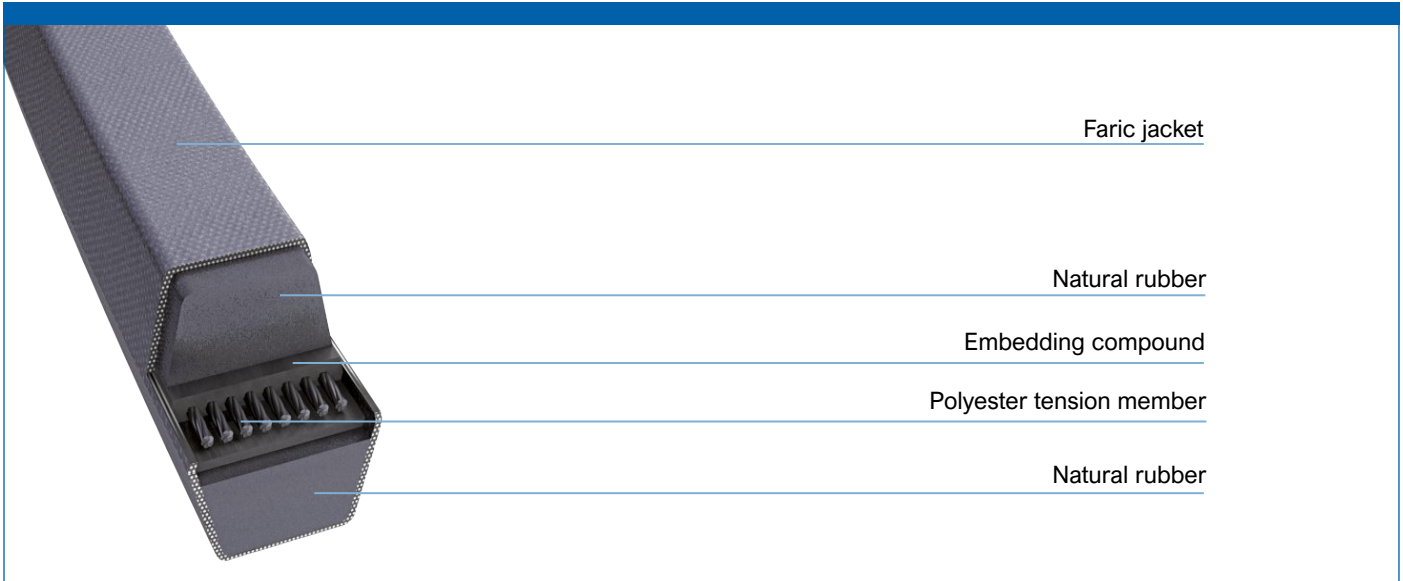 Faric jacket
Natural rubber
Embedding compound
Polyester tension member
Natural rubber